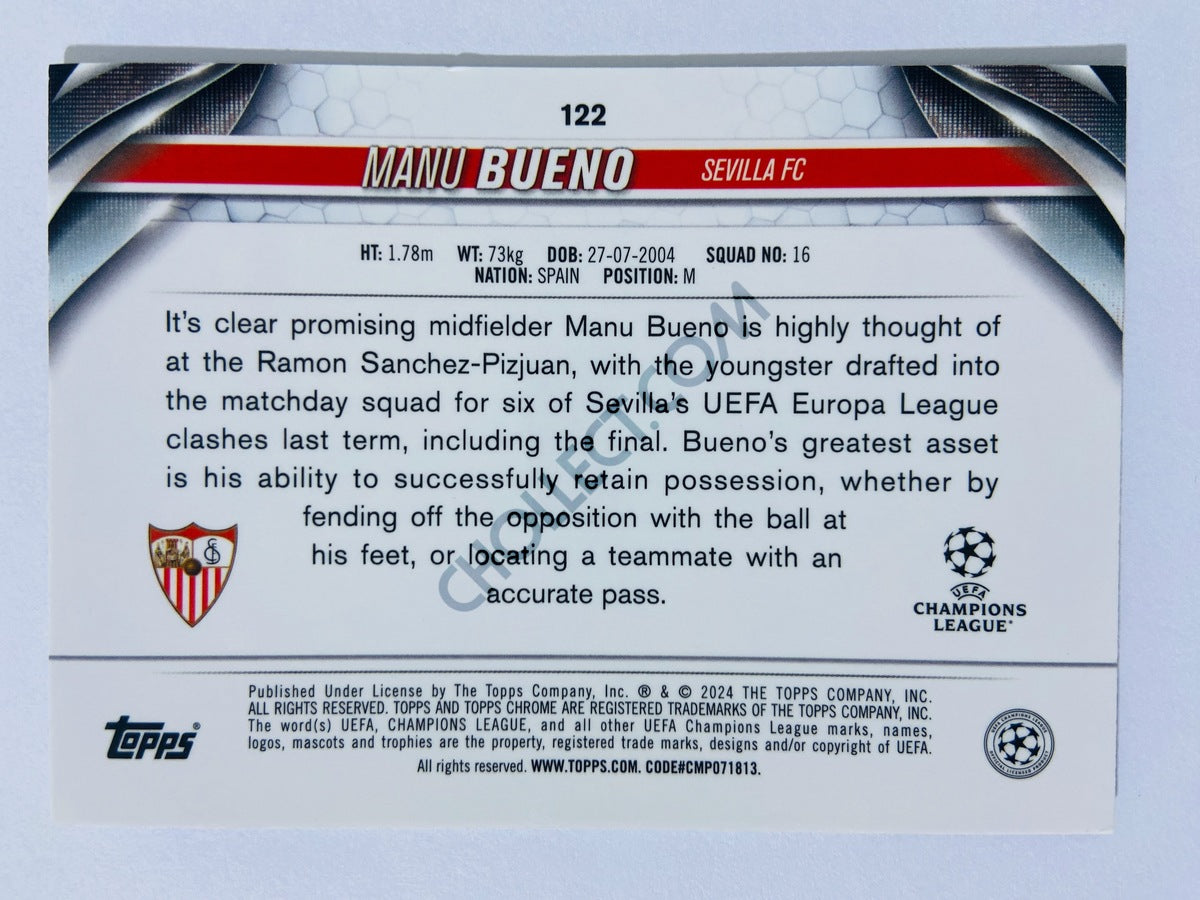 122
MANU BUENO SEVILLA FC
HT: 1.78m WT: 73kg DOB: 27-07-2004 SQUAD NO: 16
NATION: SPAIN POSITION: M
It's clear promising midfielder Manu Bueno is highly thought of
at the Ramon Sanchez-Pizjuan, with the youngster drafted into
the matchday squad for six of Sevilla's UEFA Europa League
clashes last term, including the final. Bueno's greatest asset
is his ability to successfully retain possession, whether by
fending off the opposition with the ball at
his feet, or locating a teammate with an
accurate pass.
CHOLLECT.COM
UEFA
CHAMPIONS
LEAGUE®
Published Under License by The Topps Company, Inc. ® & © 2024 THE TOPPS COMPANY, INC.
ALL RIGHTS RESERVED. TOPPS AND TOPPS CHROME ARE REGISTERED TRADEMARKS OF THE TOPPS COMPANY, INC.
The word(s) UEFA, CHAMPIONS LEAGUE, and all other UEFA Champions League marks, names,
logos, mascots and trophies are the property, registered trade marks, designs and/or copyright of UEFA.
All rights reserved. WWW.TOPPS.COM. CODE#CMP071813.
Topps®
UEFA CHAMPIONS LEAGUE
OFFICIAL LICENSED PRODUCT